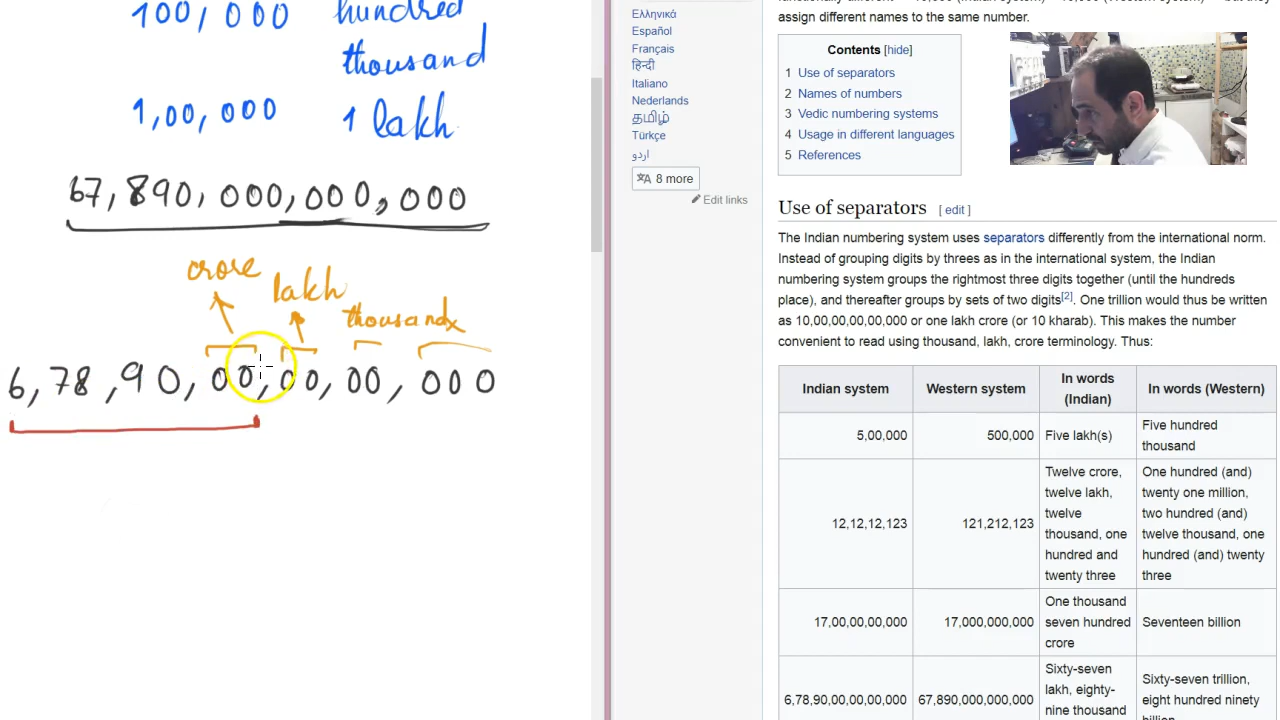 100,000 hundred
thousand
1,00,000 1 lakh
67,890,000,000,000
crore
lakh
thousand
6,78,90,00,00,00,000
Ελληνικά
Español
Français
हिन्दी
Italiano
Nederlands
தமிழ்
Türkçe
اردو
8 more
Edit links
assign different names to the same number.
Contents [hide]
1 Use of separators
2 Names of numbers
3 Vedic numbering systems
4 Usage in different languages
5 References
Use of separators [ edit ]
The Indian numbering system uses separators differently from the international norm.
Instead of grouping digits by threes as in the international system, the Indian
numbering system groups the rightmost three digits together (until the hundreds
place), and thereafter groups by sets of two digits[2]. One trillion would thus be written
as 10,00,00,00,00,000 or one lakh crore (or 10 kharab). This makes the number
convenient to read using thousand, lakh, crore terminology. Thus:
Indian system Western system In words (Indian) In words (Western)
5,00,000 500,000 Five lakh(s) Five hundred
thousand
12,12,12,123 121,212,123 Twelve crore,
twelve lakh,
twelve
thousand, one
hundred and
twenty three
One hundred (and)
twenty one million,
two hundred (and)
twelve thousand, one
hundred (and) twenty
three
17,00,00,00,000 17,000,000,000 One thousand
seven hundred
crore
Seventeen billion
6,78,90,00,00,00,000 67,890,000,000,000 Sixty-seven
lakh, eighty-
nine thousand
Sixty-seven trillion,
eight hundred ninety